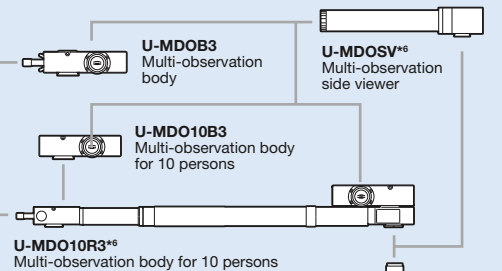 U-MDOB3
Multi-observation
body
U-MDOSV*6
Multi-observation
side viewer
U-MDO10B3
Multi-observation body
for 10 persons
U-MDO10R3*6
Multi-observation body for 10 persons